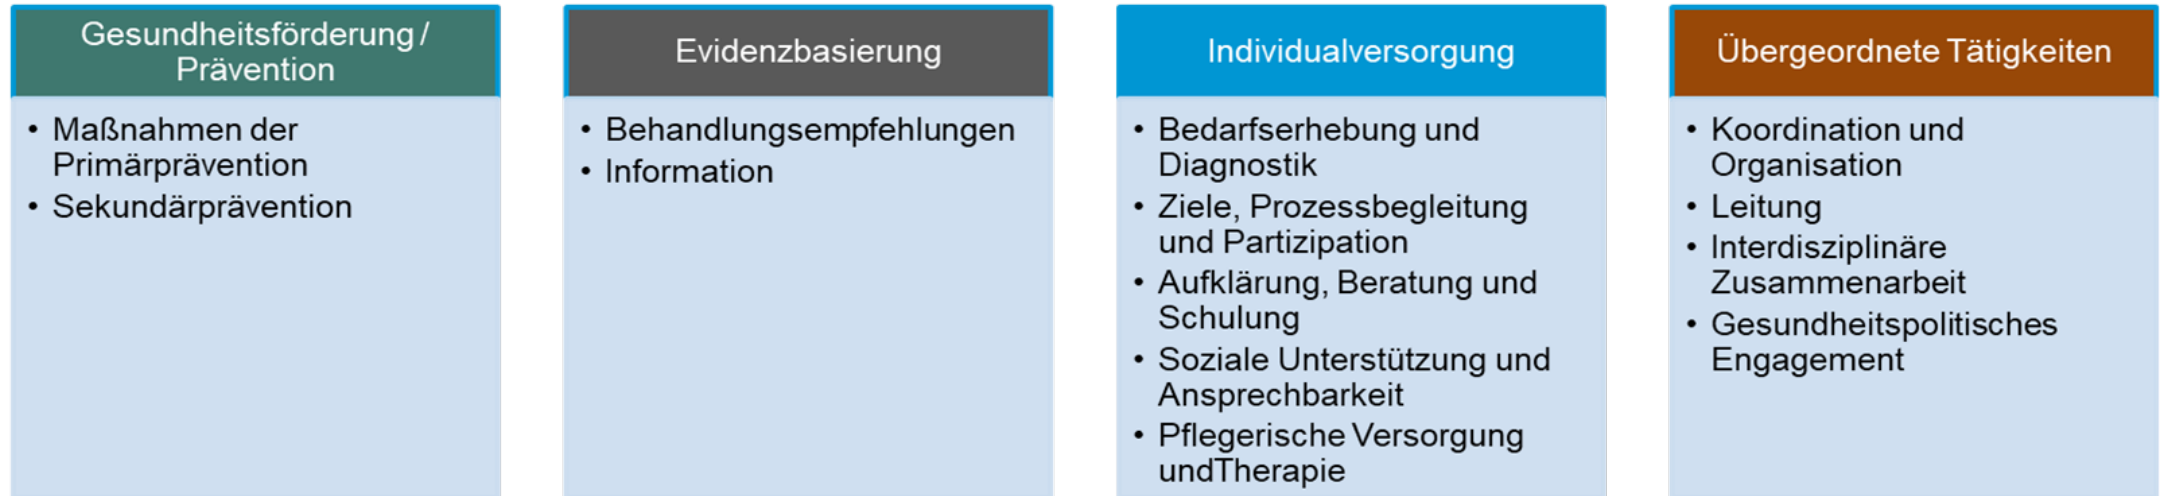 Gesundheitsförderung /
Prävention
• Maßnahmen der
Primärprävention
• Sekundärprävention
Evidenzbasierung
• Behandlungsempfehlungen
• Information
Individualversorgung
• Bedarfserhebung und
Diagnostik
• Ziele, Prozessbegleitung
und Partizipation
• Aufklärung, Beratung und
Schulung
• Soziale Unterstützung und
Ansprechbarkeit
• Pflegerische Versorgung
undTherapie
Übergeordnete Tätigkeiten
• Koordination und
Organisation
• Leitung
• Interdisziplinäre
Zusammenarbeit
• Gesundheitspolitisches
Engagement